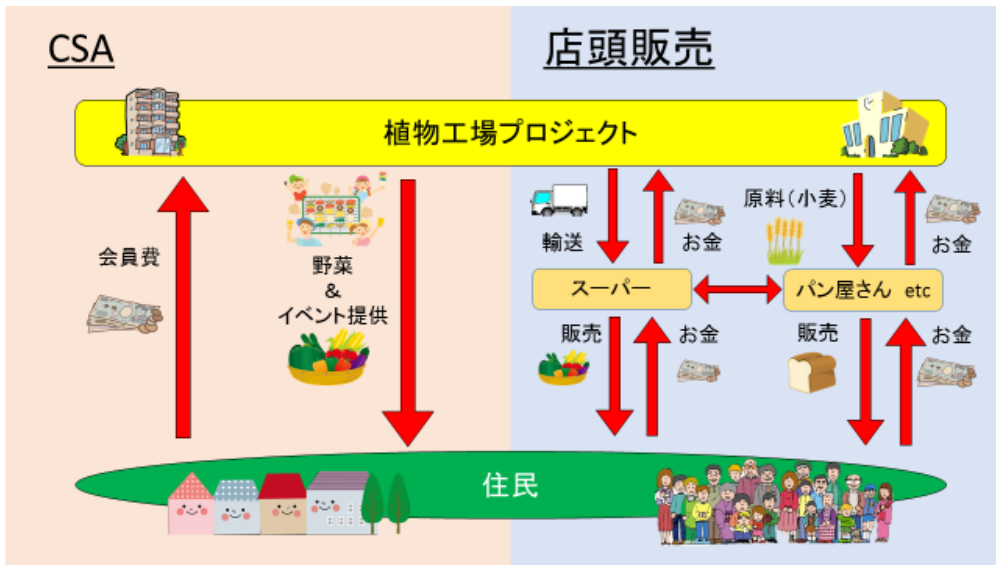 CSA
店頭販売
植物工場プロジェクト
会員費
野菜
&
イベント提供
輸送
お金
原料(小麦)
お金
スーパー
パン屋さん etc
販売
お金
販売
お金
住民